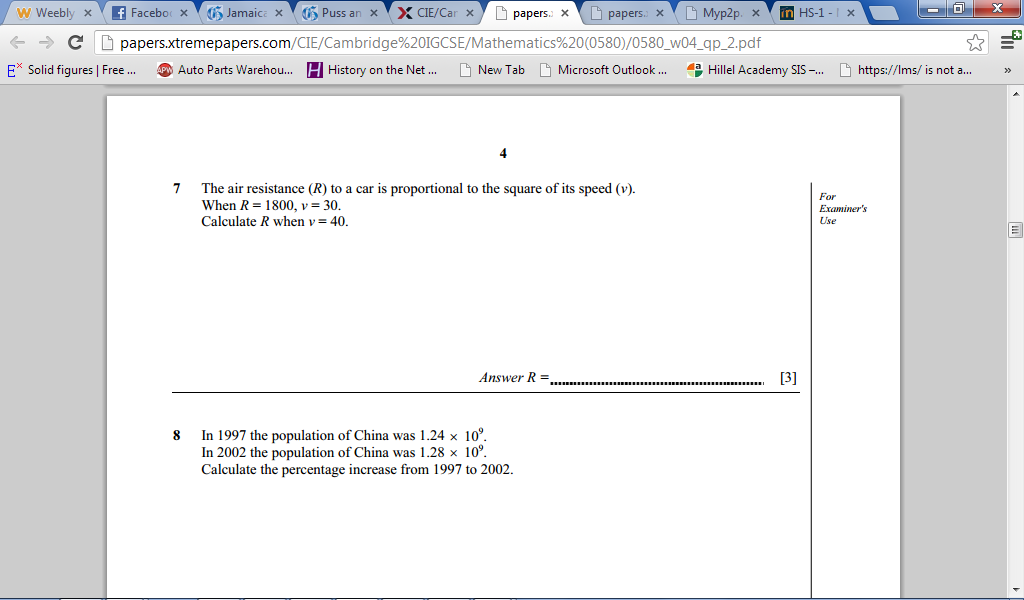 Weebly
Faceboo
Jamaica
Puss an
CIE/Car
papers.
papers.
Myp2p.
HS-1 -
papers.xtremepapers.com/CIE/Cambridge%20IGCSE/Mathematics%20(0580)/0580_w04_qp_2.pdf
Solid figures | Free ...
APW Auto Parts Warehou...
H History on the Net ...
New Tab
Microsoft Outlook ...
Hillel Academy SIS –...
https://lms/ is not a...
»
4
7 The air resistance (R) to a car is proportional to the square of its speed (v).
When R = 1800, v = 30.
Calculate R when v = 40.
For
Examiner's
Use
Answer R = ........................................................ [3]
8 In 1997 the population of China was 1.24 × 10⁹.
In 2002 the population of China was 1.28 × 10⁹.
Calculate the percentage increase from 1997 to 2002.